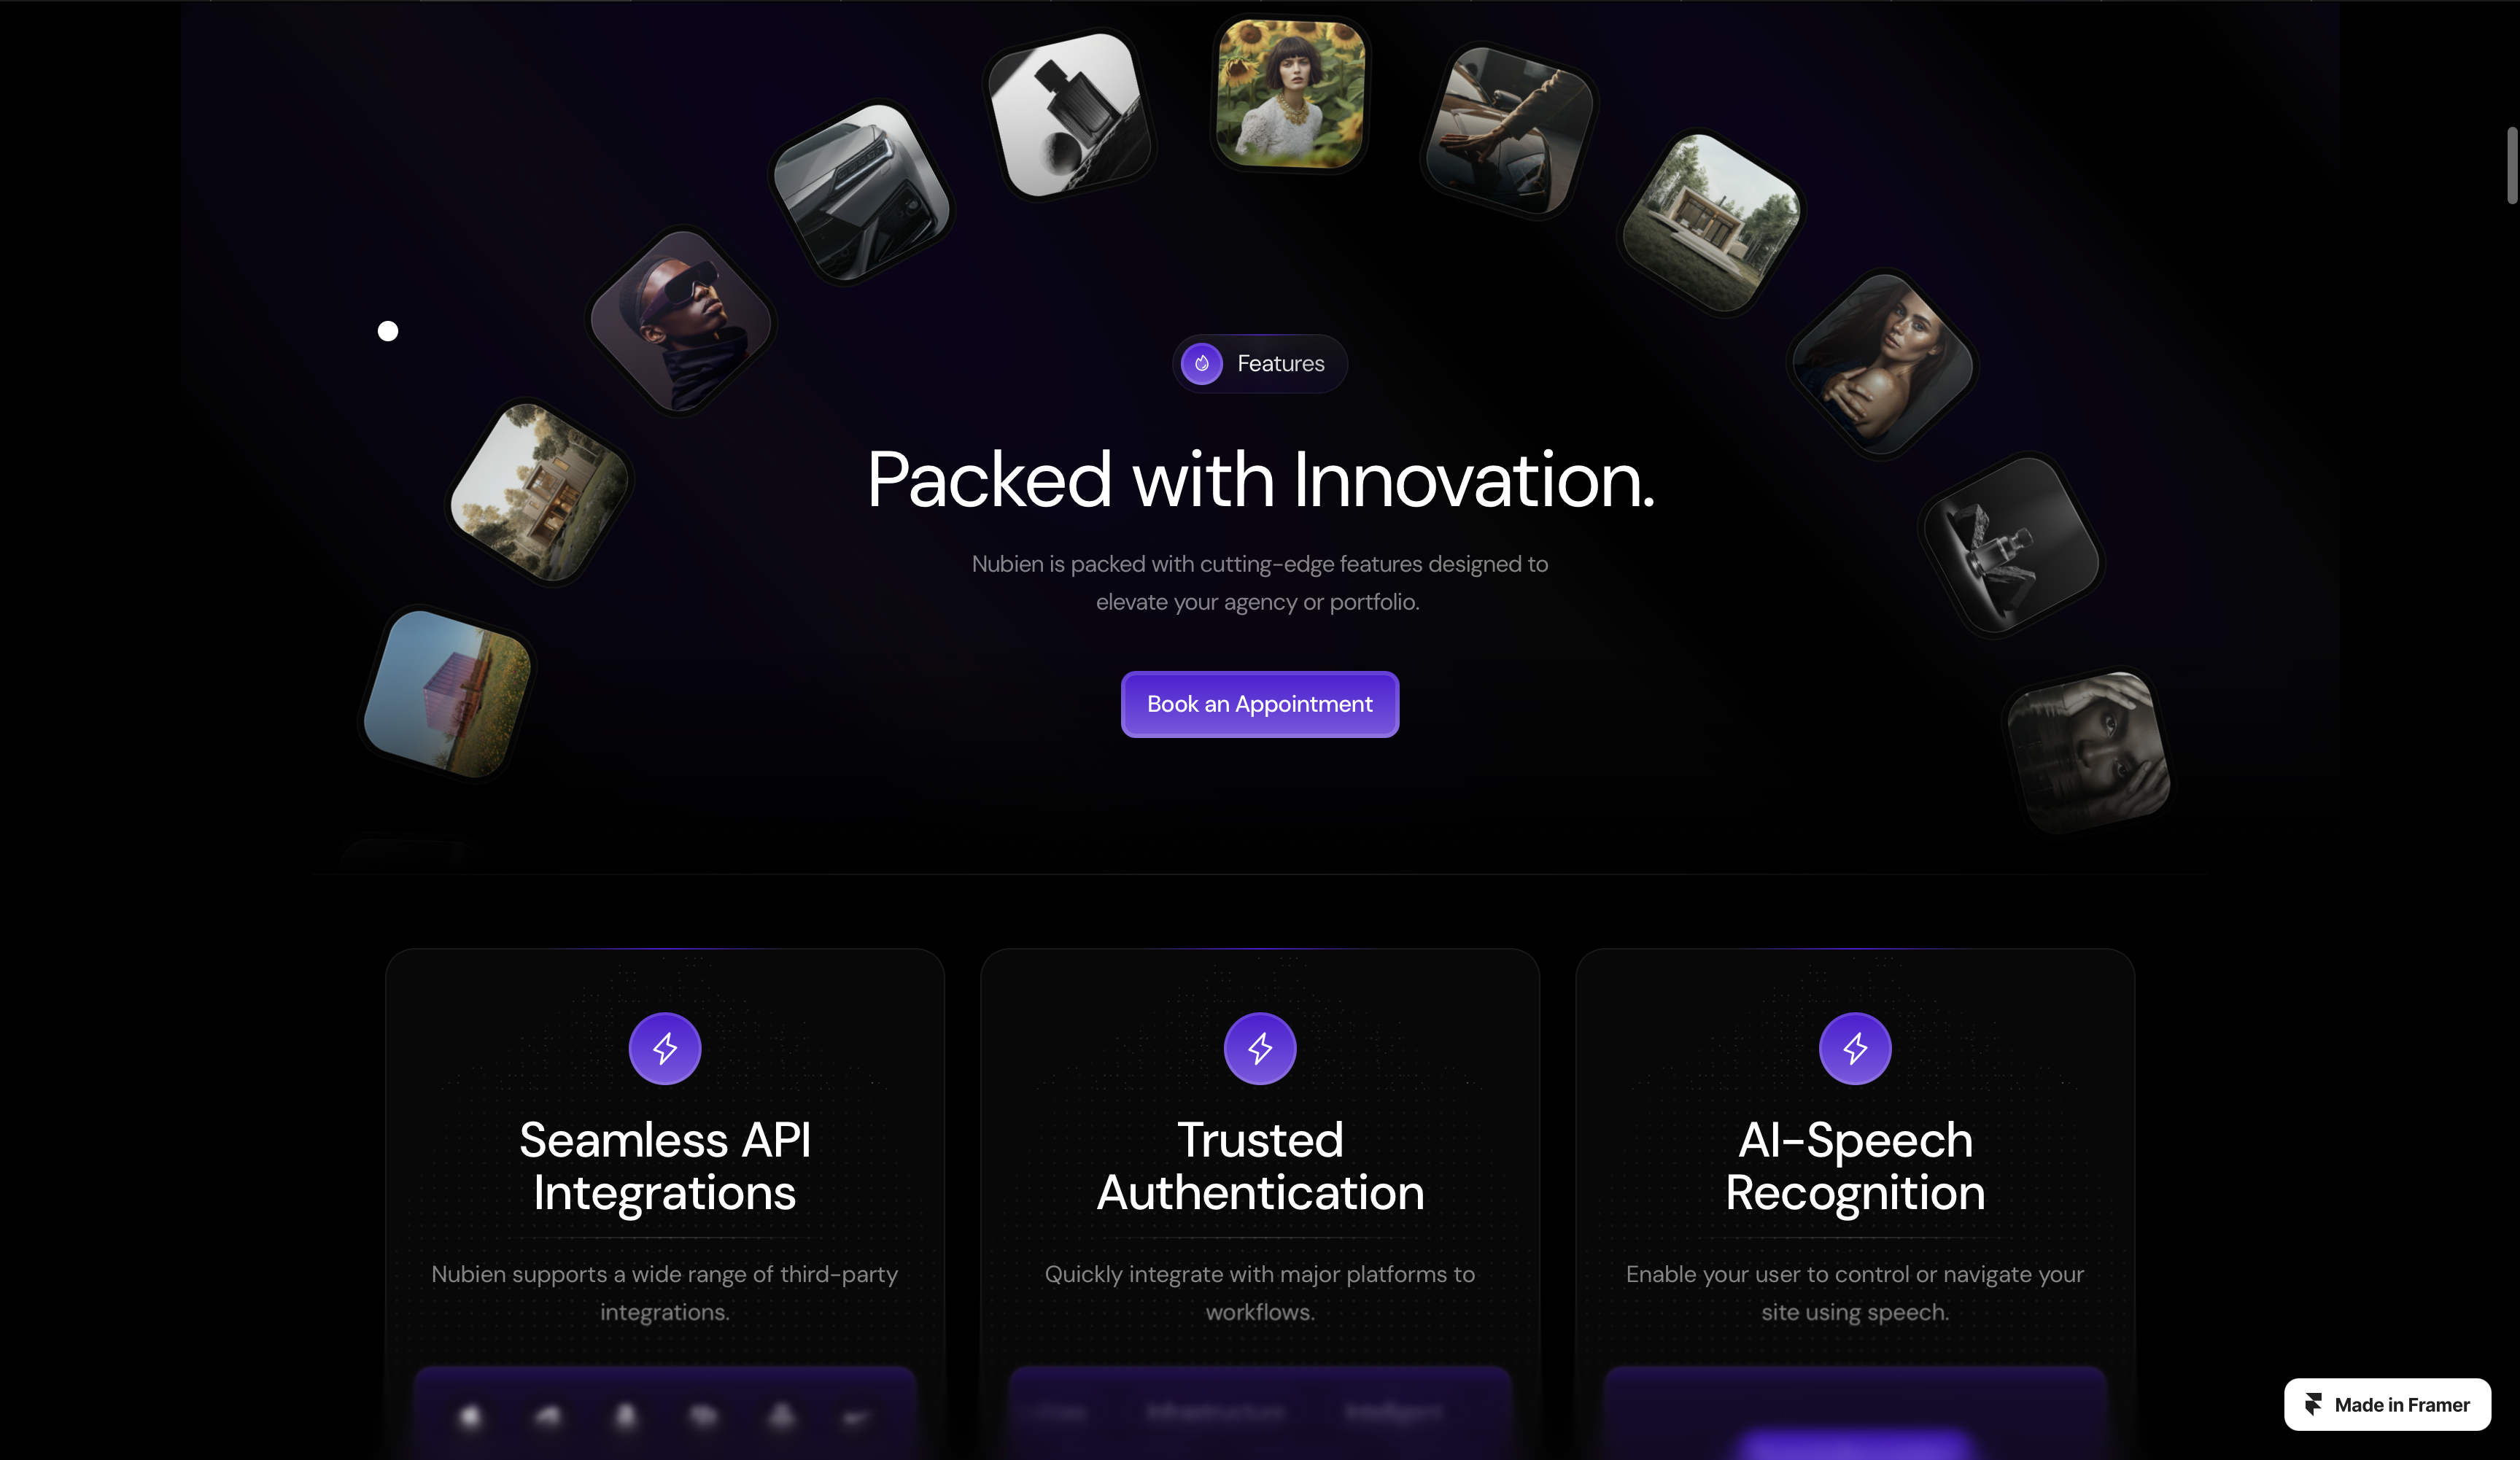 Features
Packed with Innovation.
Nubien is packed with cutting-edge features designed to
elevate your agency or portfolio.
Book an Appointment
Seamless API
Integrations
Nubien supports a wide range of third-party
integrations.
Trusted
Authentication
Quickly integrate with major platforms to
workflows.
AI-Speech
Recognition
Enable your user to control or navigate your
site using speech.
Infrastructure Intelligent
Made in Framer